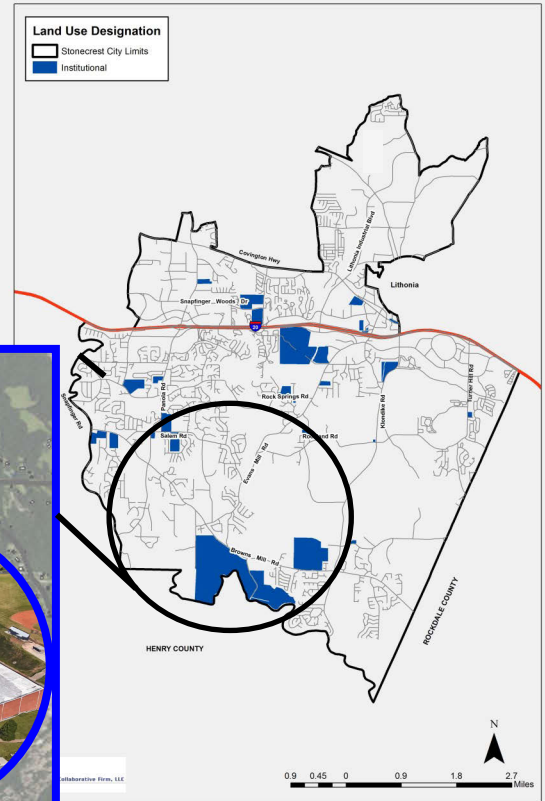 Land Use Designation
Stonecrest City Limits
Institutional
Lithonia Industrial Blvd
Covington Hwy
Lithonia
Snapfinger Woods Dr
20
Snapfinger Rd
Panola Rd
Rock Springs Rd
Klondike Rd
Turner Hill Rd
Salem Rd
Evans Mill Rd
Browns Mill Rd
HENRY COUNTY
ROCKDALE COUNTY
N
Collaborative Firm, LLC
0.9 0.45 0 0.9 1.8 2.7
Miles